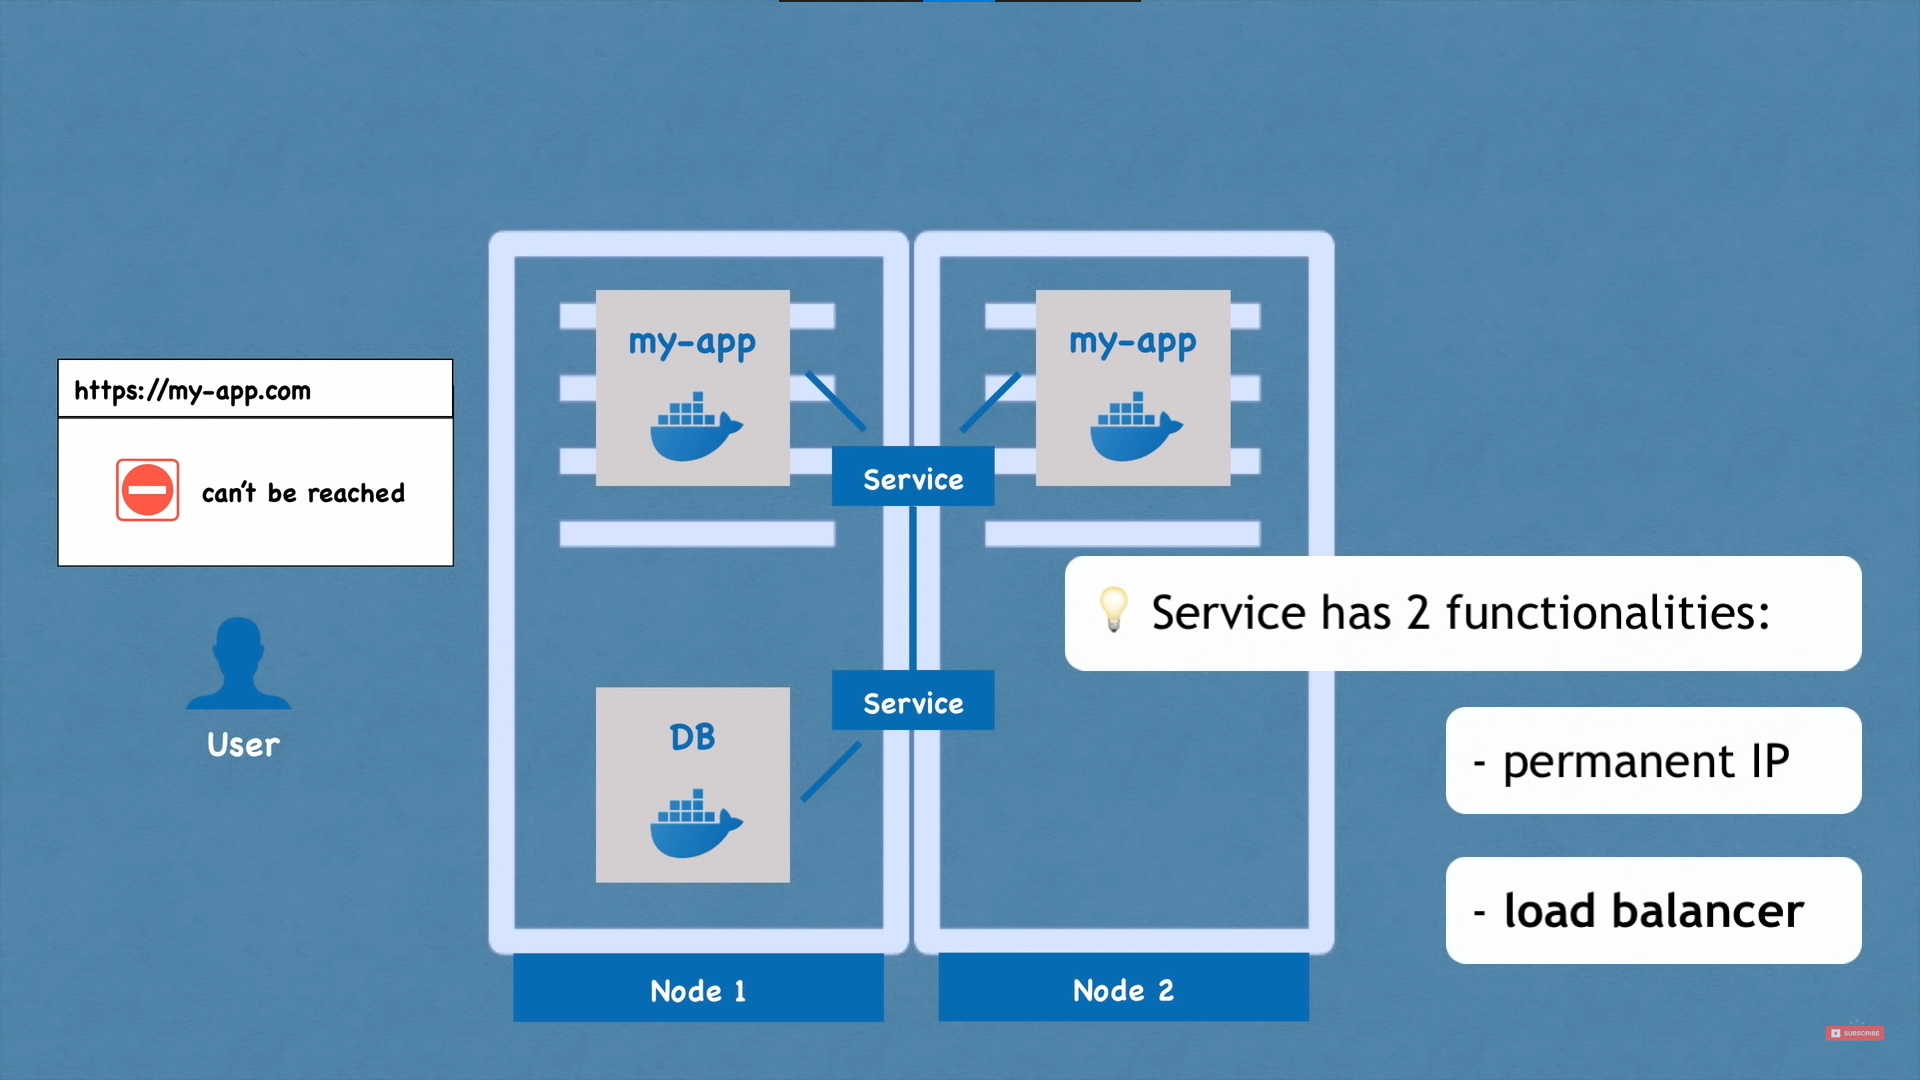 https://my-app.com
can't be reached
User
my-app
my-app
Service
Service
DB
Node 1
Node 2
Service has 2 functionalities:
- permanent IP
- load balancer
SUBSCRIBE